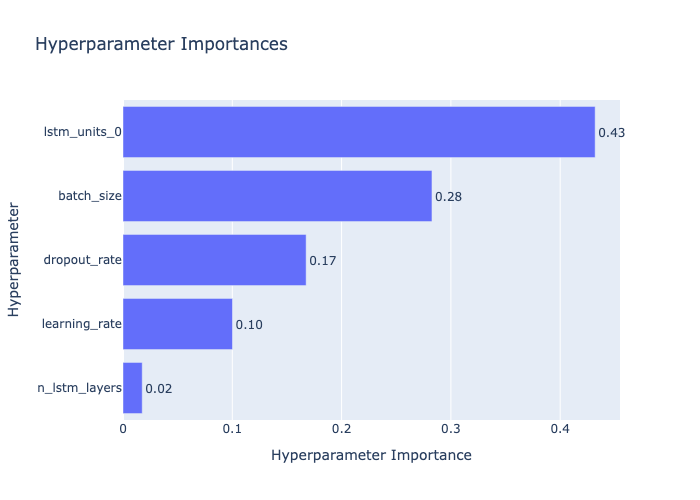 Hyperparameter Importances
Hyperparameter
lstm_units_0
0.43
batch_size
0.28
dropout_rate
0.17
learning_rate
0.10
n_lstm_layers
0.02
0 0.1 0.2 0.3 0.4
Hyperparameter Importance